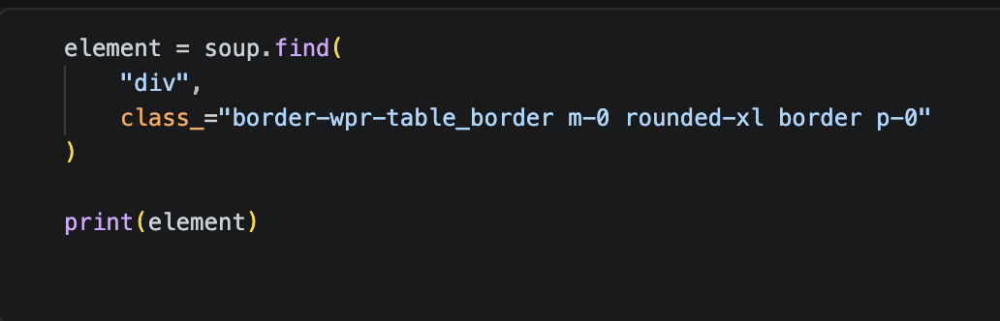 element = soup.find(
    "div",
    class_="border-wpr-table_border m-0 rounded-xl border p-0"
)
print(element)